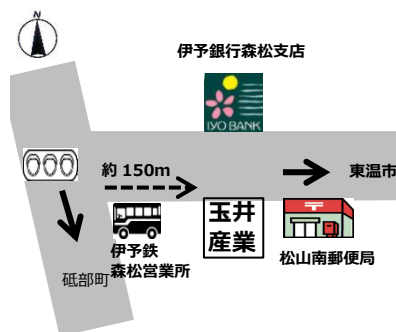 N
伊予銀行森松支店
IYO BANK
約 150m
東温市
玉井
産業
伊予鉄
森松営業所
松山南郵便局
砥部町